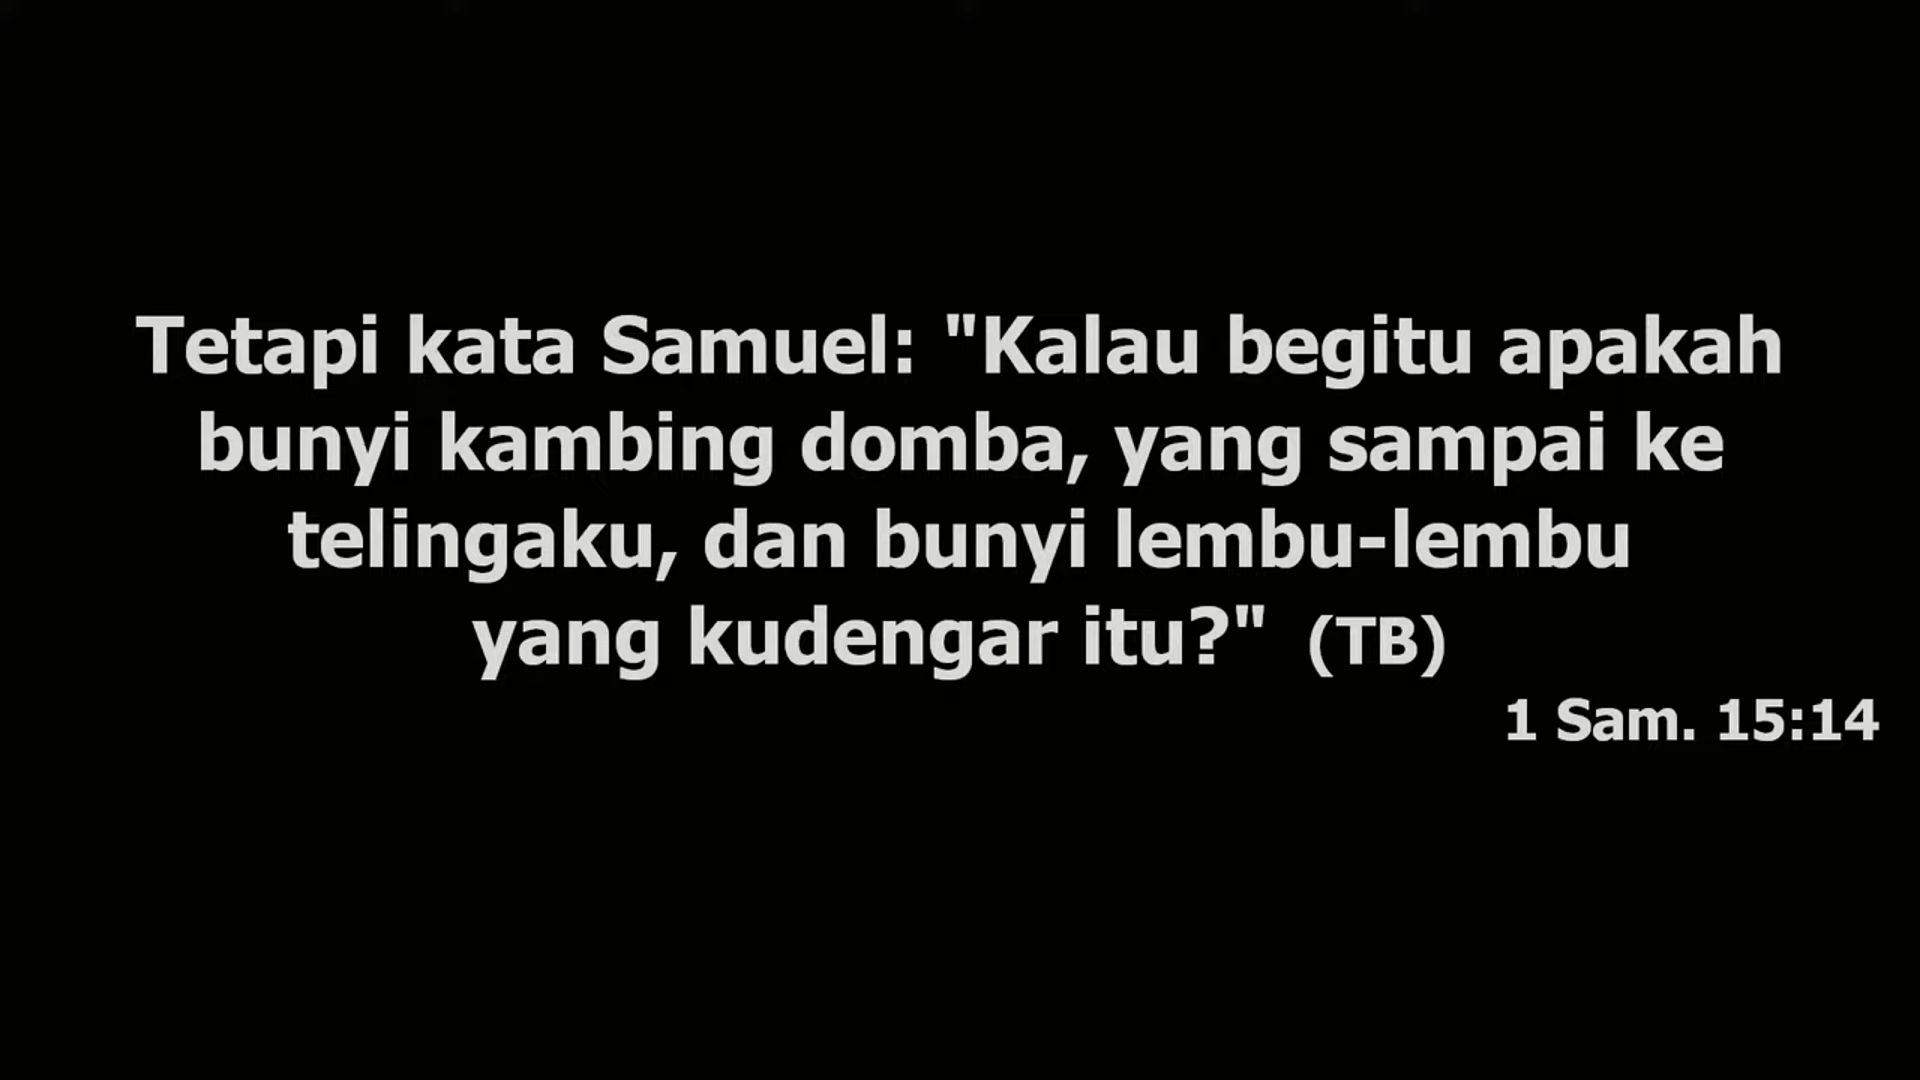 Tetapi kata Samuel: "Kalau begitu apakah
bunyi kambing domba, yang sampai ke
telingaku, dan bunyi lembu-lembu
yang kudengar itu?" (TB)
1 Sam. 15:14